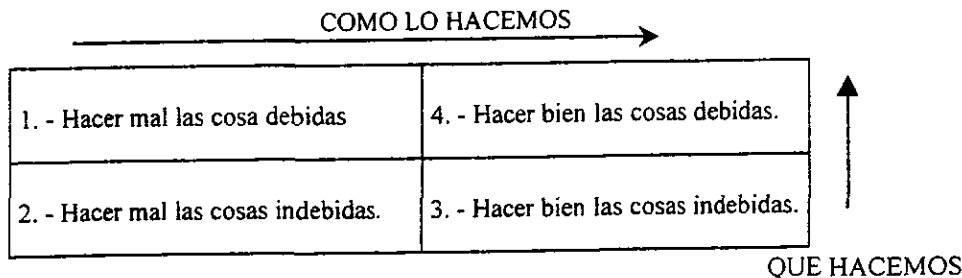 COMO LO HACEMOS
1. - Hacer mal las cosa debidas
4. - Hacer bien las cosas debidas.
2. - Hacer mal las cosas indebidas.
3. - Hacer bien las cosas indebidas.
QUE HACEMOS